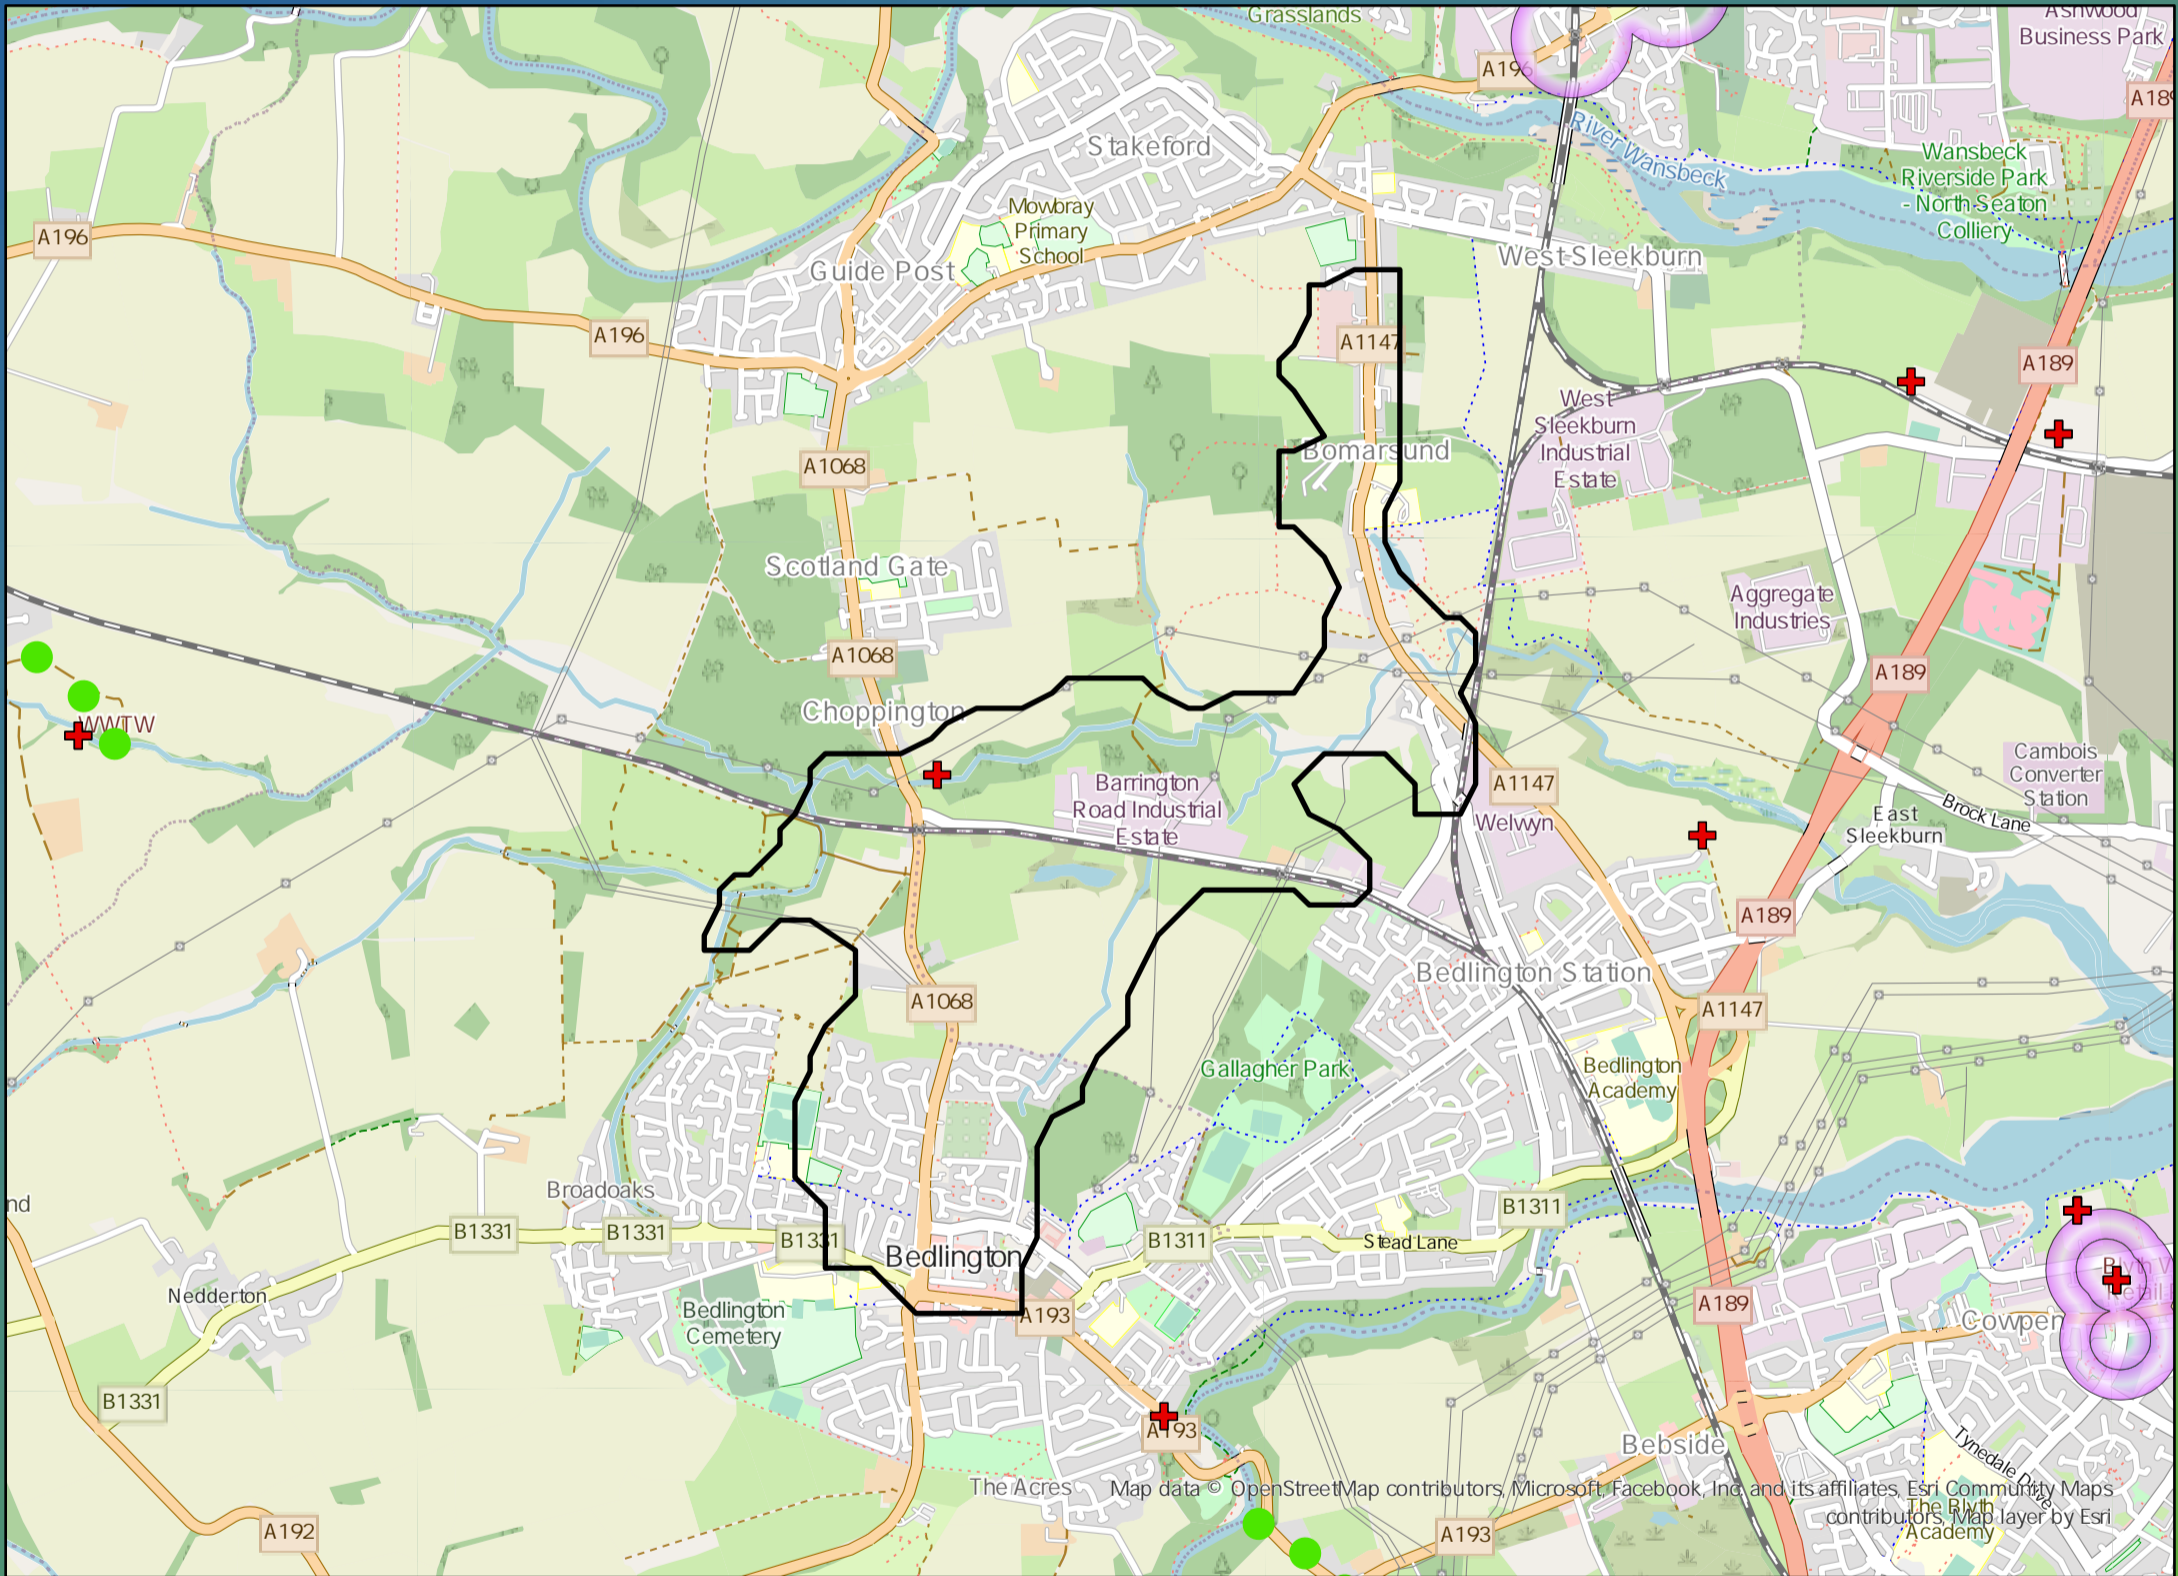 Grasslands
Ashwood
Business Park
A196
A189
Stakeford
River Wansbeck
Wansbeck
Riverside Park
- North Seaton
Colliery
Mowbray
Primary
School
A196
Guide Post
West Sleekburn
A196
A1147
A189
West
Sleekburn
Industrial
Estate
Bomarsund
A1068
Scotland Gate
Aggregate
Industries
A1068
A189
Choppington
WWTW
Barrington
Road Industrial
Estate
A1147
Welwyn
Cambois
Converter
Station
Brock Lane
East
Sleekburn
A189
Bedlington Station
A1068
A1147
Gallagher Park
Bedlington
Academy
nd
Broadoaks
B1331
B1331
B1331
B1311
B1311
Stead Lane
Bedlington
Nedderton
Bedlington
Cemetery
A193
A189
Cowpen
B1331
A193
Bebside
Tynedale Drive
The Acres
Map data © OpenStreetMap contributors, Microsoft, Facebook, Inc. and its affiliates, Esri Community Maps
contributors, Map layer by Esri
The Blyth
Academy
A192
A193